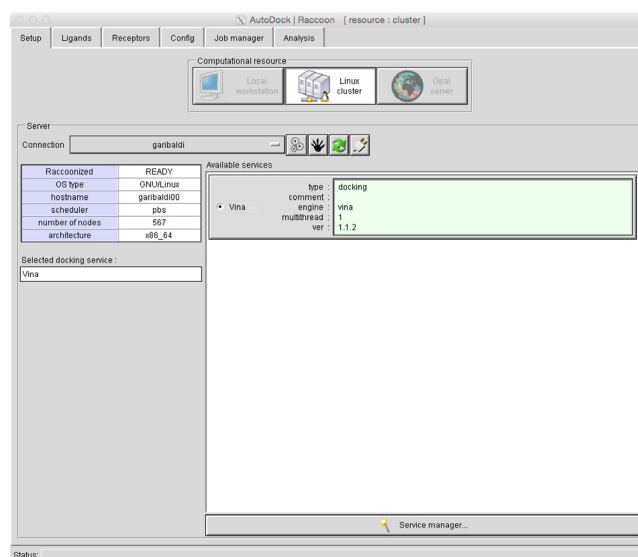 AutoDock | Raccoon [ resource : cluster ]
Setup Ligands Receptors Config Job manager Analysis
Computational resource
Local workstation
Linux cluster
Opal server
Server
Connection garibaldi
Raccoonized READY
OS type GNU/Linux
hostname garibaldi00
scheduler pbs
number of nodes 567
architecture x86_64
Selected docking service :
Vina
Available services
Vina
type : docking
comment :
engine : vina
multithread : 1
ver : 1.1.2
Service manager...
Status: